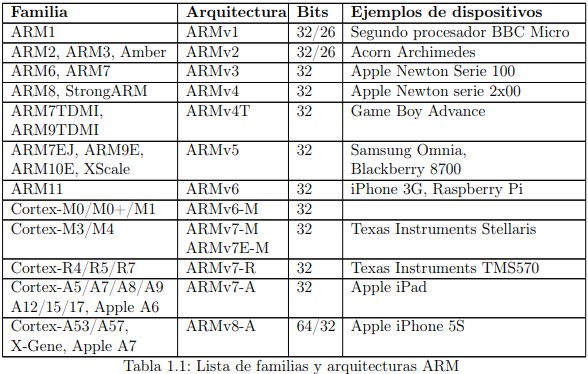 Familia Arquitectura Bits Ejemplos de dispositivos
ARM1 ARMv1 32/26 Segundo procesador BBC Micro
ARM2, ARM3, Amber ARMv2 32/26 Acorn Archimedes
ARM6, ARM7 ARMv3 32 Apple Newton Serie 100
ARM8, StrongARM ARMv4 32 Apple Newton serie 2x00
ARM7TDMI, ARMv4T 32 Game Boy Advance
ARM9TDMI
ARM7EJ, ARM9E, ARMv5 32 Samsung Omnia,
ARM10E, XScale Blackberry 8700
ARM11 ARMv6 32 iPhone 3G, Raspberry Pi
Cortex-M0/M0+/M1 ARMv6-M 32
Cortex-M3/M4 ARMv7-M 32 Texas Instruments Stellaris
ARMv7E-M
Cortex-R4/R5/R7 ARMv7-R 32 Texas Instruments TMS570
Cortex-A5/A7/A8/A9 ARMv7-A 32 Apple iPad
A12/15/17, Apple A6
Cortex-A53/A57, ARMv8-A 64/32 Apple iPhone 5S
X-Gene, Apple A7
Tabla 1.1: Lista de familias y arquitecturas ARM